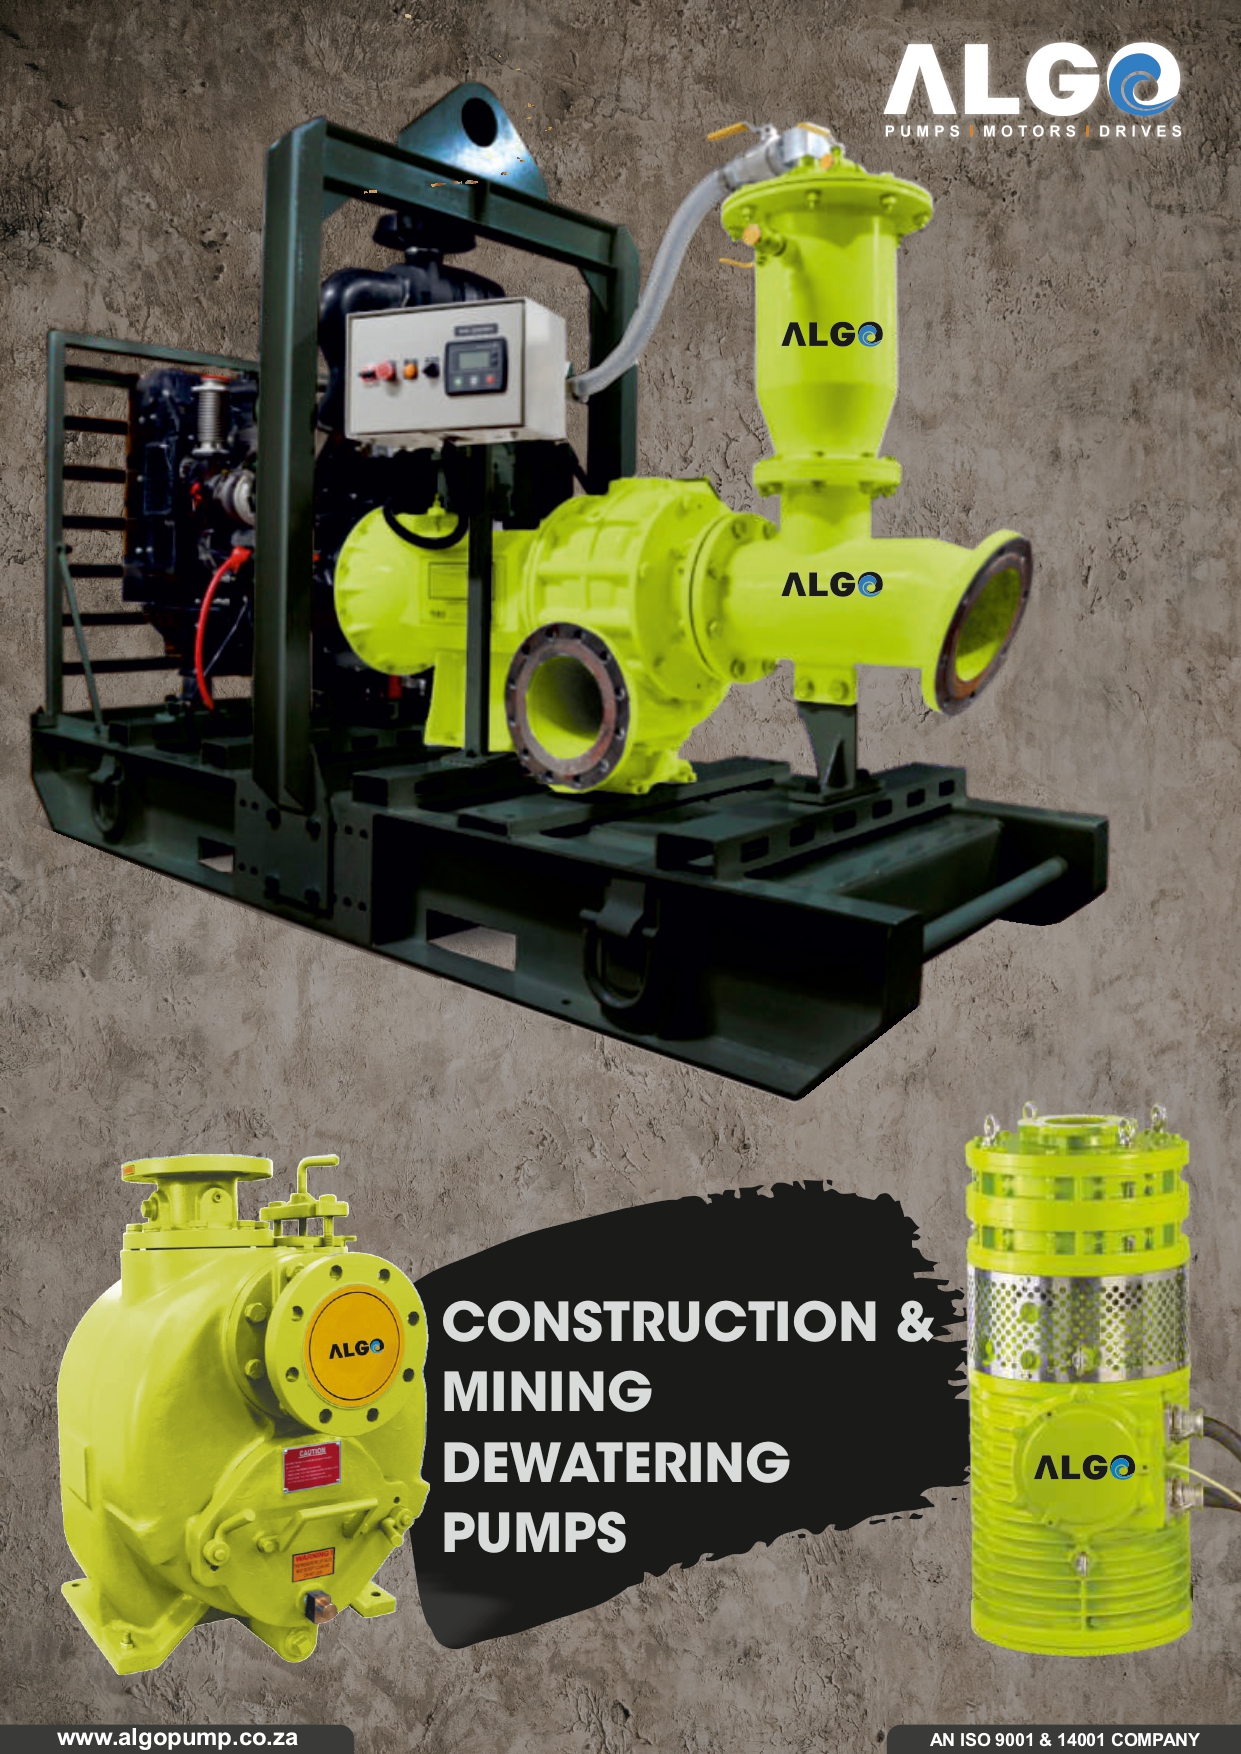 ALGO
PUMPS | MOTORS | DRIVES
ALGO
ALGO
CONSTRUCTION &
MINING
DEWATERING
PUMPS
ALGO
CAUTION
WARNING!
ALGO
www.algopump.co.za
AN ISO 9001 & 14001 COMPANY